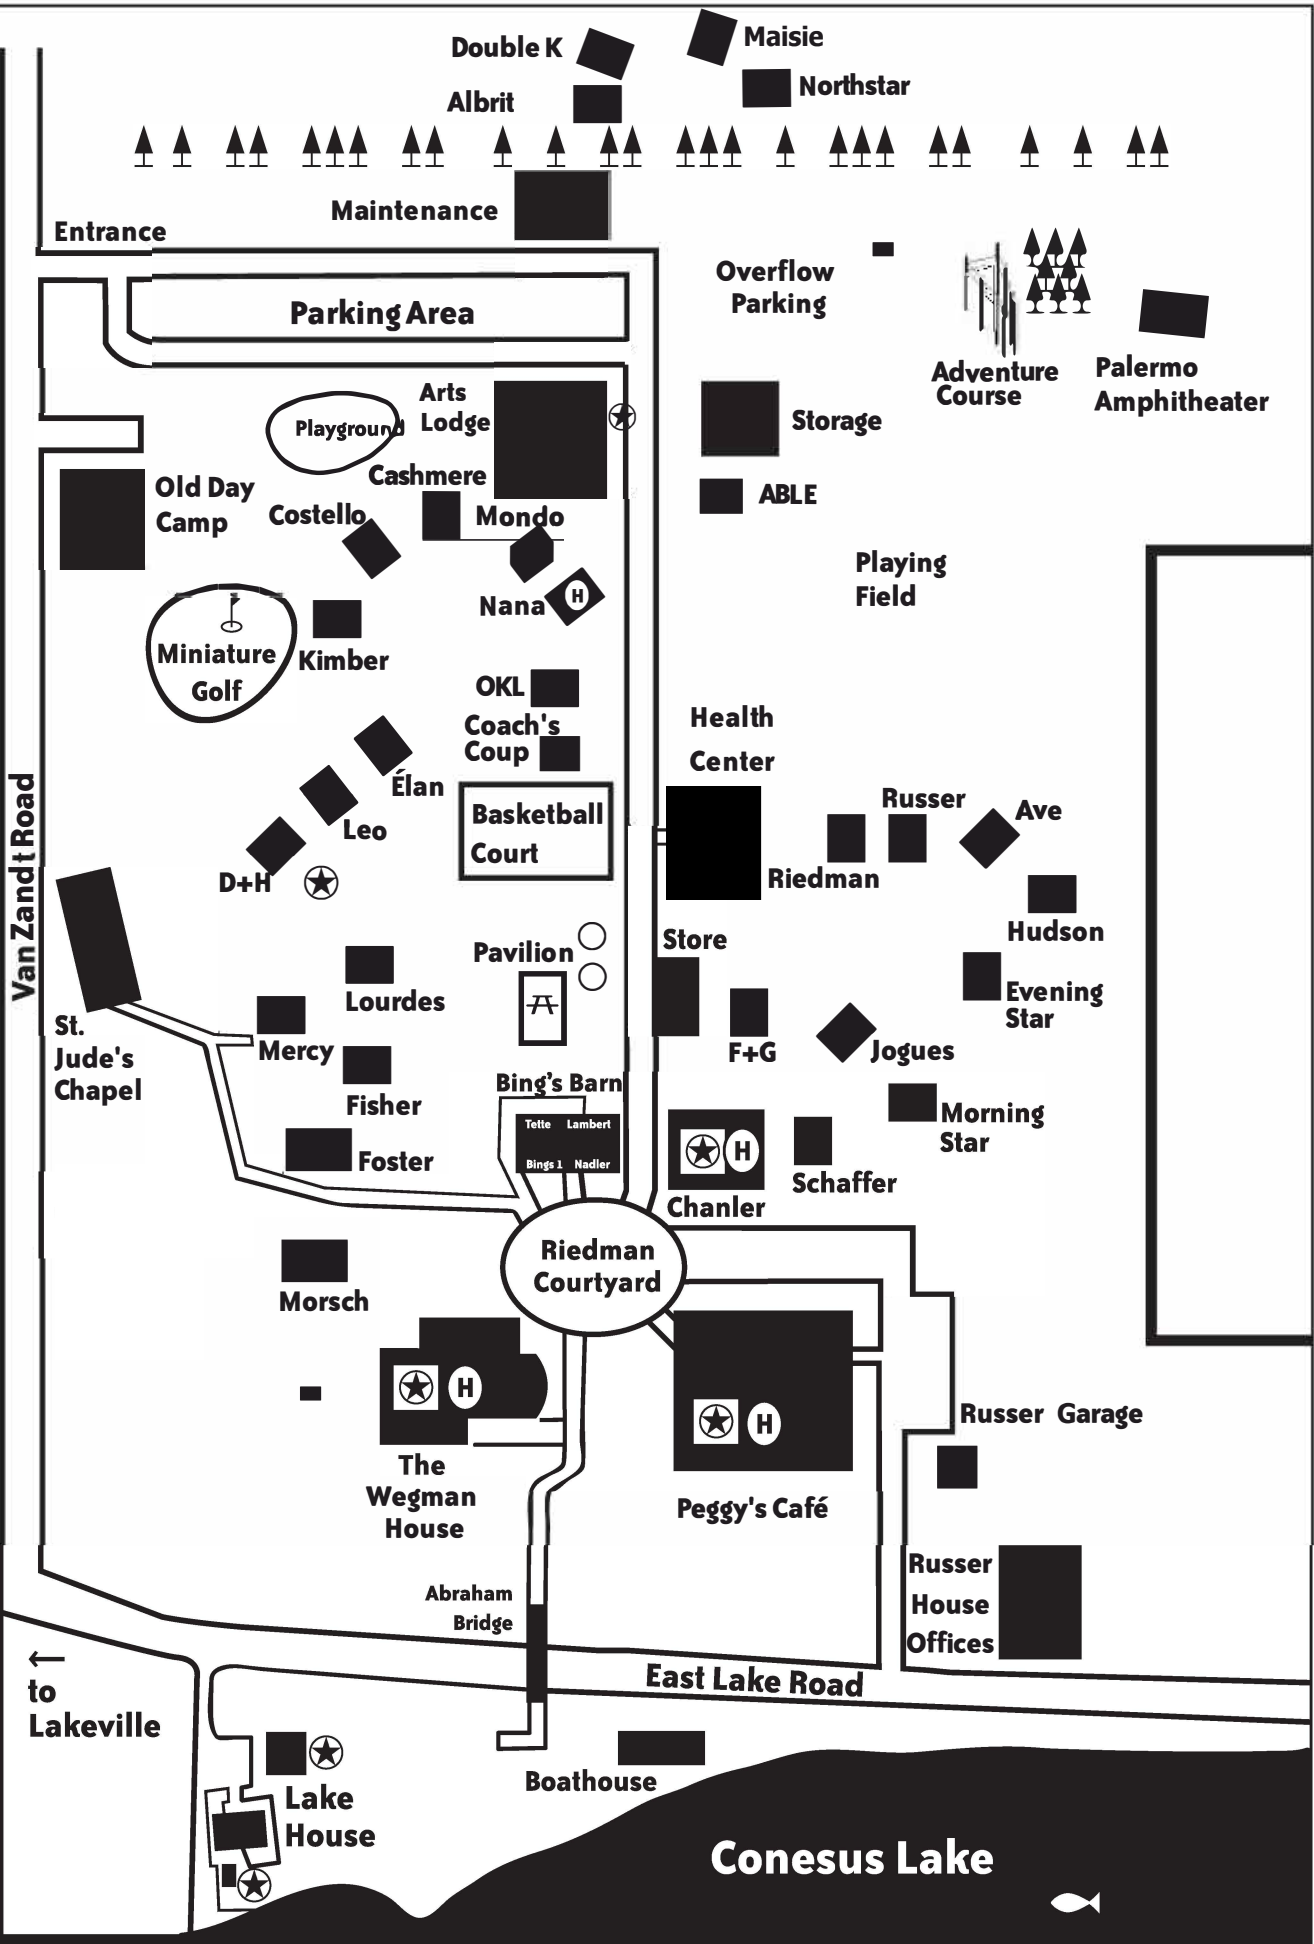 Double K
Maisie
Northstar
Albrit
Maintenance
Entrance
Overflow
Parking
Parking Area
Adventure
Course
Palermo
Amphitheater
Arts
Lodge
Playground
Storage
Cashmere
Old Day
Camp
Costello
Mondo
ABLE
Playing
Field
Nana
H
Miniature
Golf
Kimber
OKL
Coach's
Coup
Health
Center
Élan
Leo
D+H
Basketball
Court
Russer
Ave
Riedman
Hudson
Van Zandt Road
Pavilion
Store
Lourdes
Evening
Star
St.
Jude's
Chapel
Mercy
F+G
Jogues
Fisher
Bing's Barn
Tette
Lambert
Bings 1
Nadler
Morning
Star
Foster
H
Schaffer
Chanler
Riedman
Courtyard
Morsch
H
The
Wegman
House
H
Peggy's Café
Russer Garage
Russer
House
Offices
Abraham
Bridge
East Lake Road
←
to
Lakeville
Boathouse
Lake
House
Conesus Lake